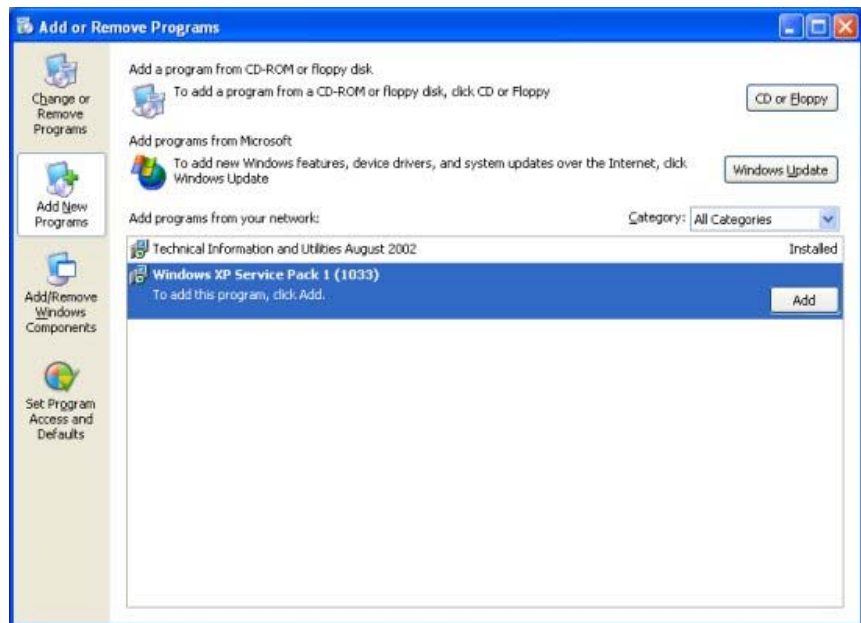 Add or Remove Programs
Change or
Remove
Programs
Add New
Programs
Add/Remove
Windows
Components
Set Program
Access and
Defaults
Add a program from CD-ROM or floppy disk
To add a program from a CD-ROM or floppy disk, click CD or Floppy
CD or Floppy
Add programs from Microsoft
To add new Windows features, device drivers, and system updates over the Internet, click
Windows Update
Windows Update
Add programs from your network:
Category: All Categories
Technical Information and Utilities August 2002 Installed
Windows XP Service Pack 1 (1033)
To add this program, click Add.
Add